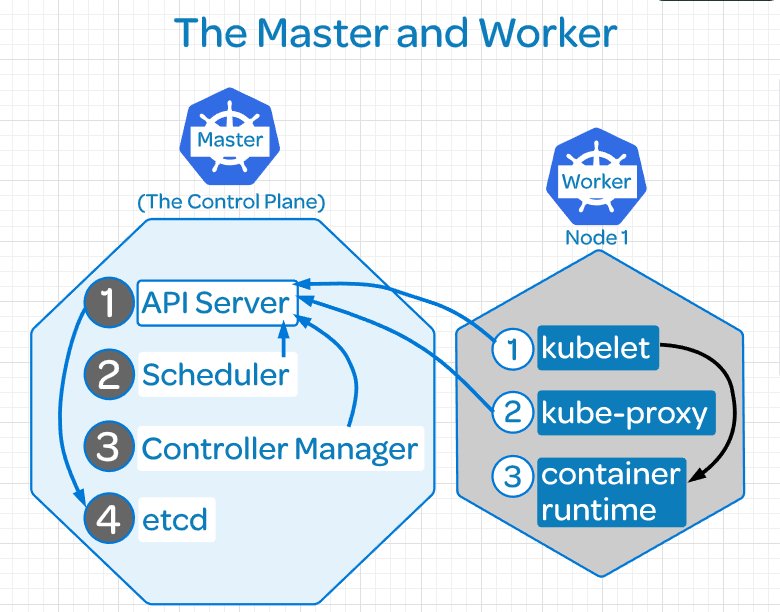 The Master and Worker
Master
(The Control Plane)
1 API Server
2 Scheduler
3 Controller Manager
4 etcd
Worker
Node 1
1 kubelet
2 kube-proxy
3 container
runtime